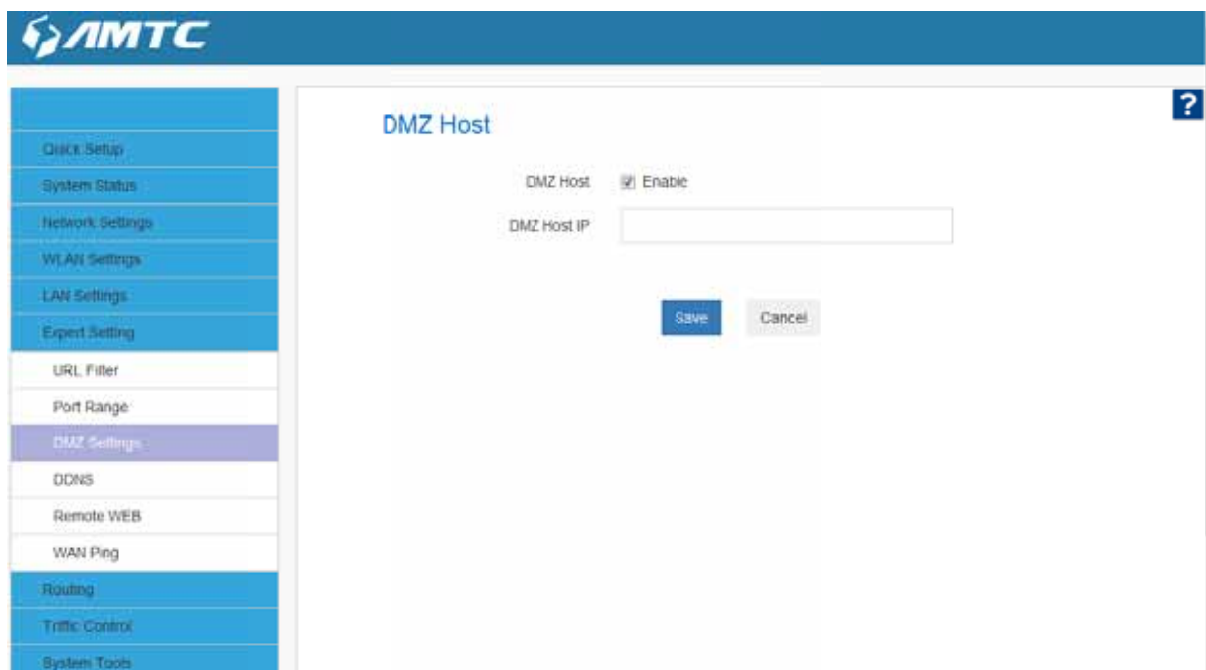 AMTC
?
Quick Setup
System Status
Network Settings
WLAN Settings
LAN Settings
Expert Setting
URL Filter
Port Range
DMZ Settings
DDNS
Remote WEB
WAN Ping
Routing
Triffic Control
System Tools
DMZ Host
DMZ Host Enable
DMZ Host IP
Save Cancel